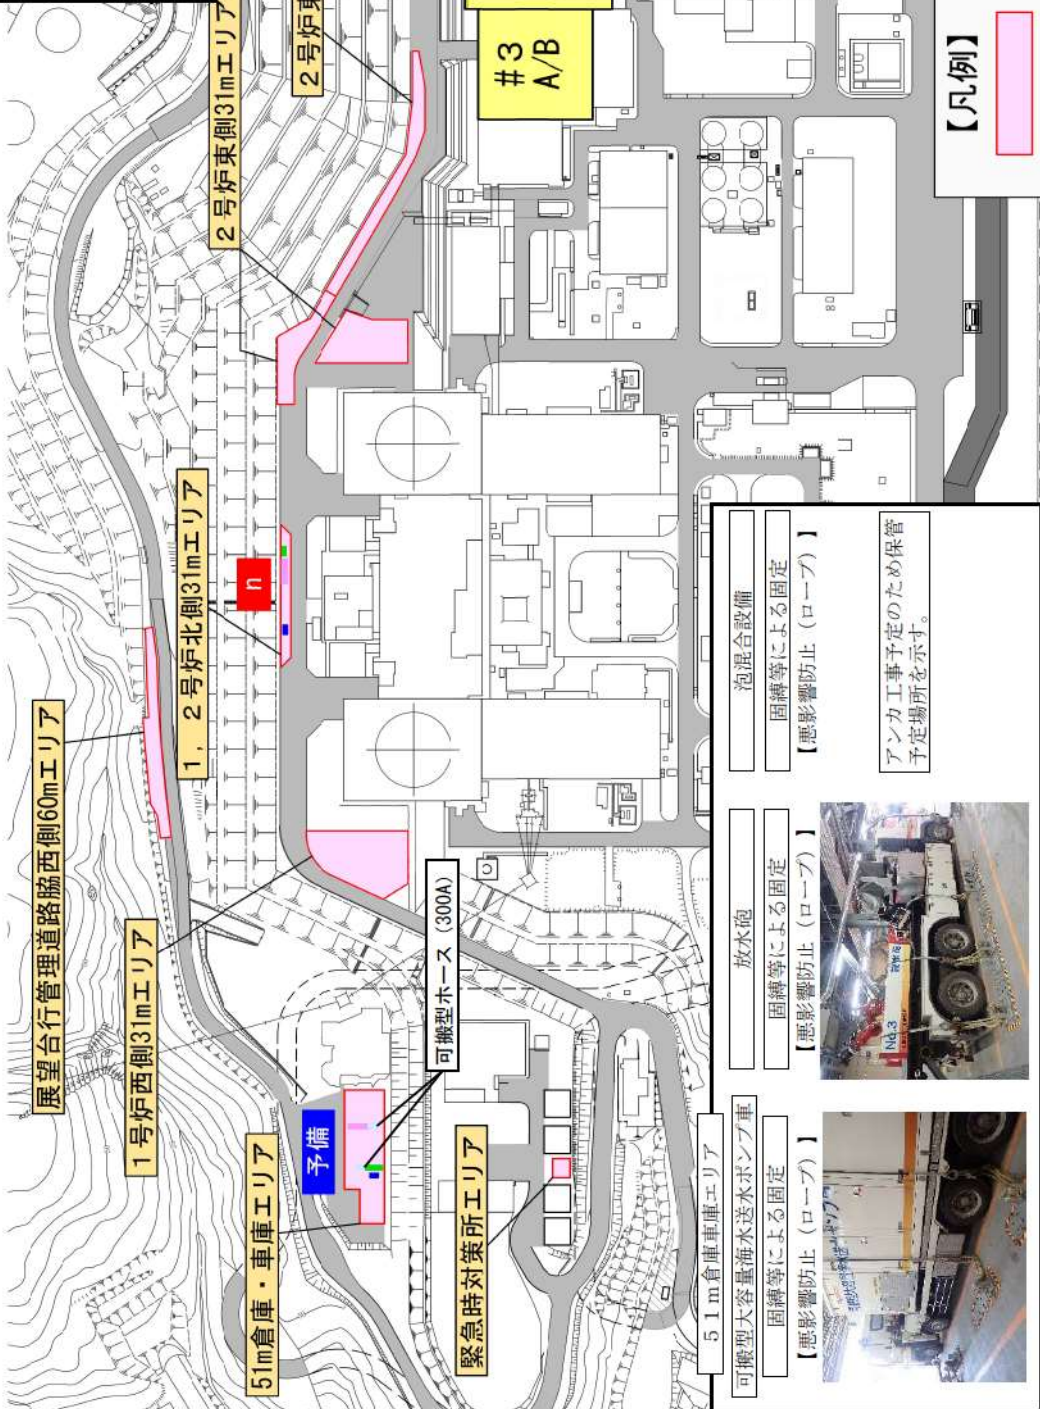 展望台行管理道路脇西側60mエリア
1号炉西側31mエリア
51m倉庫・車庫エリア
予備
緊急時対策所エリア
可搬型ホース（300A）
1，2号炉北側31mエリア
n
2号炉東側31mエリア
2号炉東
#3
A/B
【凡例】
51m倉庫車庫エリア
可搬型大容量海水送水ポンプ車
固縛等による固定
【悪影響防止（ロープ）】
放水砲
固縛等による固定
【悪影響防止（ロープ）】
No.3
泡混合設備
固縛等による固定
【悪影響防止（ロープ）】
アンカ工事予定のため保管
予定場所を示す。